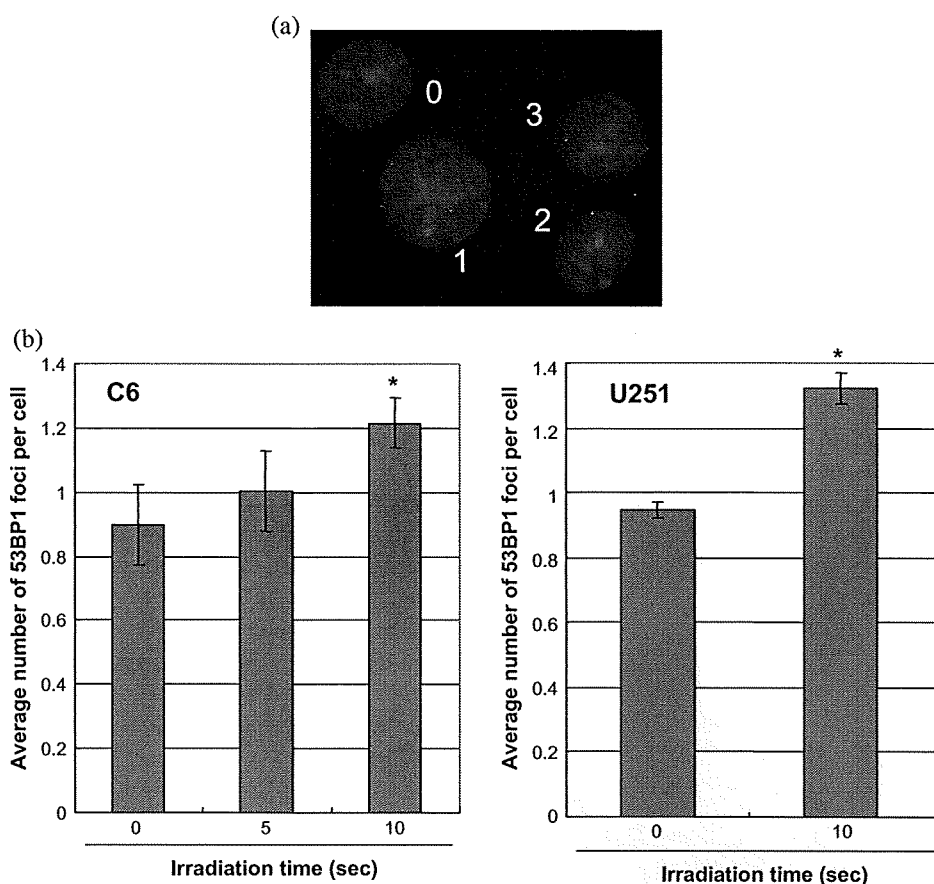 (a)
0
3
2
1
(b)
Average number of 53BP1 foci per cell
1.4
1.2
1
0.8
0.6
0.4
0.2
0
C6
*
0 5 10
Irradiation time (sec)
Average number of 53BP1 foci per cell
1.4
1.2
1
0.8
0.6
0.4
0.2
0
U251
*
0 10
Irradiation time (sec)